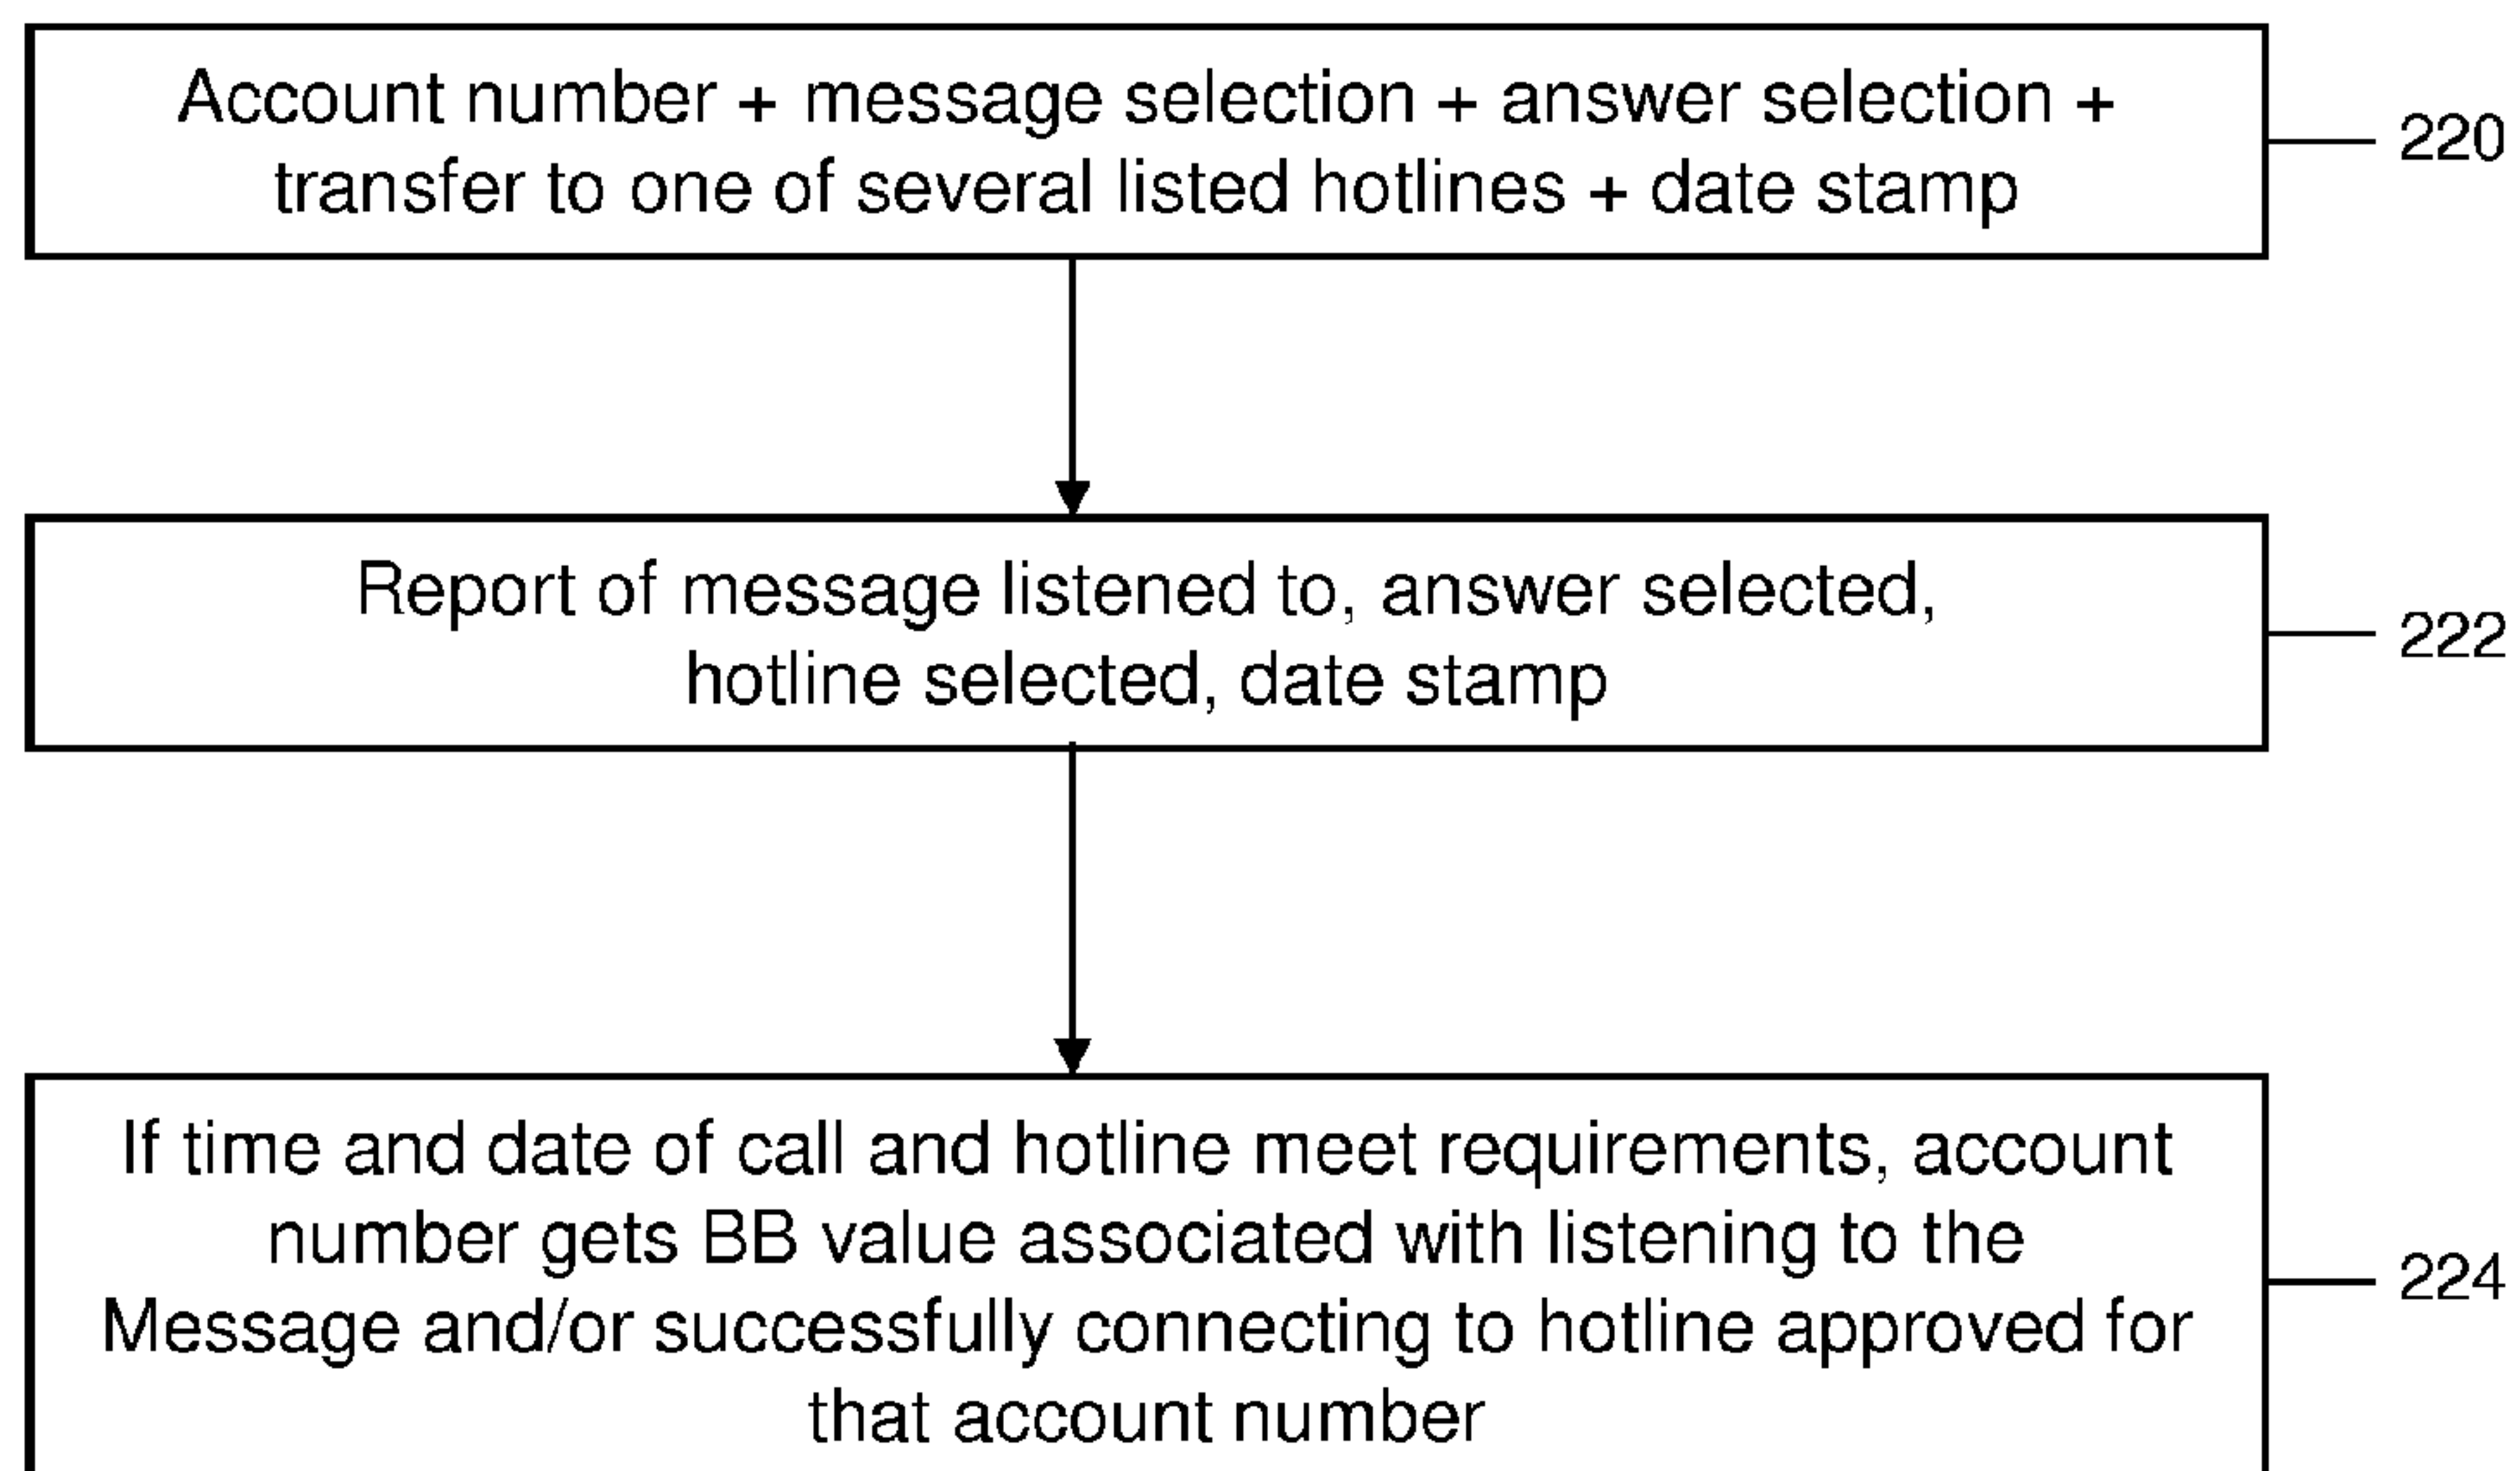 Account number + message selection + answer selection +
transfer to one of several listed hotlines + date stamp
220
Report of message listened to, answer selected,
hotline selected, date stamp
222
If time and date of call and hotline meet requirements, account
number gets BB value associated with listening to the
Message and/or successfully connecting to hotline approved for
that account number
224